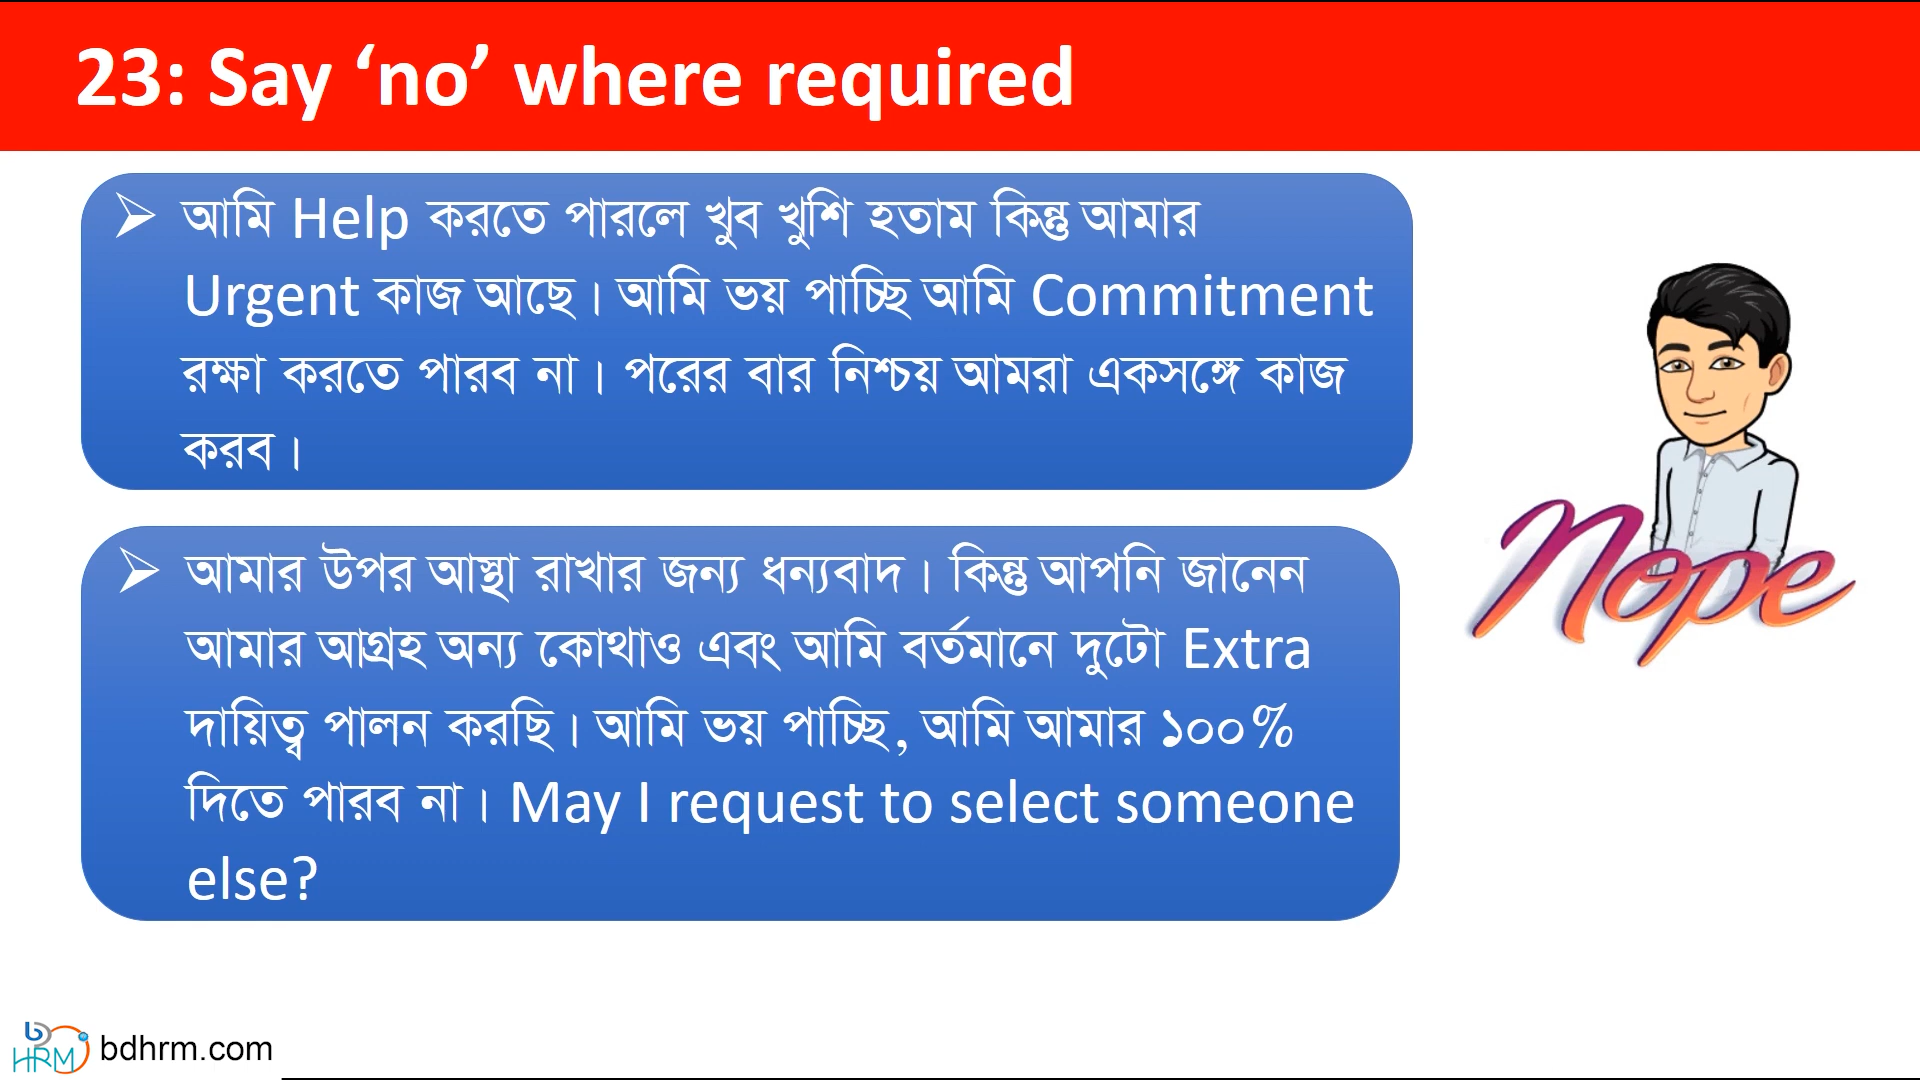 23: Say ‘no’ where required
➢ আমি Help করতে পারলে খুব খুশি হতাম কিন্তু আমার
Urgent কাজ আছে। আমি ভয় পাচ্ছি আমি Commitment
রক্ষা করতে পারব না। পরের বার নিশ্চয় আমরা একসঙ্গে কাজ
করব।
➢ আমার উপর আস্থা রাখার জন্য ধন্যবাদ। কিন্তু আপনি জানেন
আমার আগ্রহ অন্য কোথাও এবং আমি বর্তমানে দুটো Extra
দায়িত্ব পালন করছি। আমি ভয় পাচ্ছি, আমি আমার ১০০%
দিতে পারব না। May I request to select someone
else?
Nope
b
HRM bdhrm.com